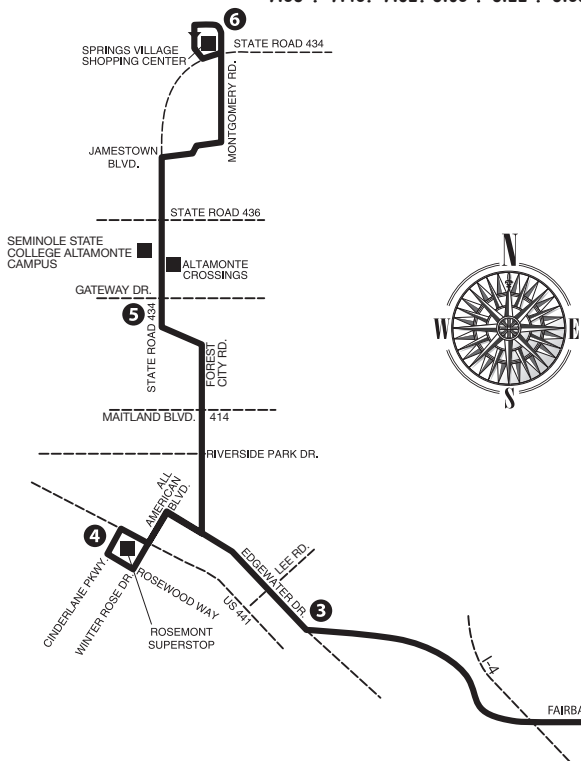 6
SPRINGS VILLAGE
SHOPPING CENTER
STATE ROAD 434
MONTGOMERY RD.
JAMESTOWN
BLVD.
STATE ROAD 436
SEMINOLE STATE
COLLEGE ALTAMONTE
CAMPUS
ALTAMONTE
CROSSINGS
GATEWAY DR.
5
STATE ROAD 434
FOREST
CITY RD.
N
W
E
S
MAITLAND BLVD.
414
RIVERSIDE PARK DR.
ALL
AMERICAN
BLVD.
4
CINDERLANE PKWY.
WINTER ROSE DR.
ROSEWOOD WAY
ROSEMONT
SUPERSTOP
US 441
EDGEWATER DR.
LEE RD.
3
I-4
FAIRBA